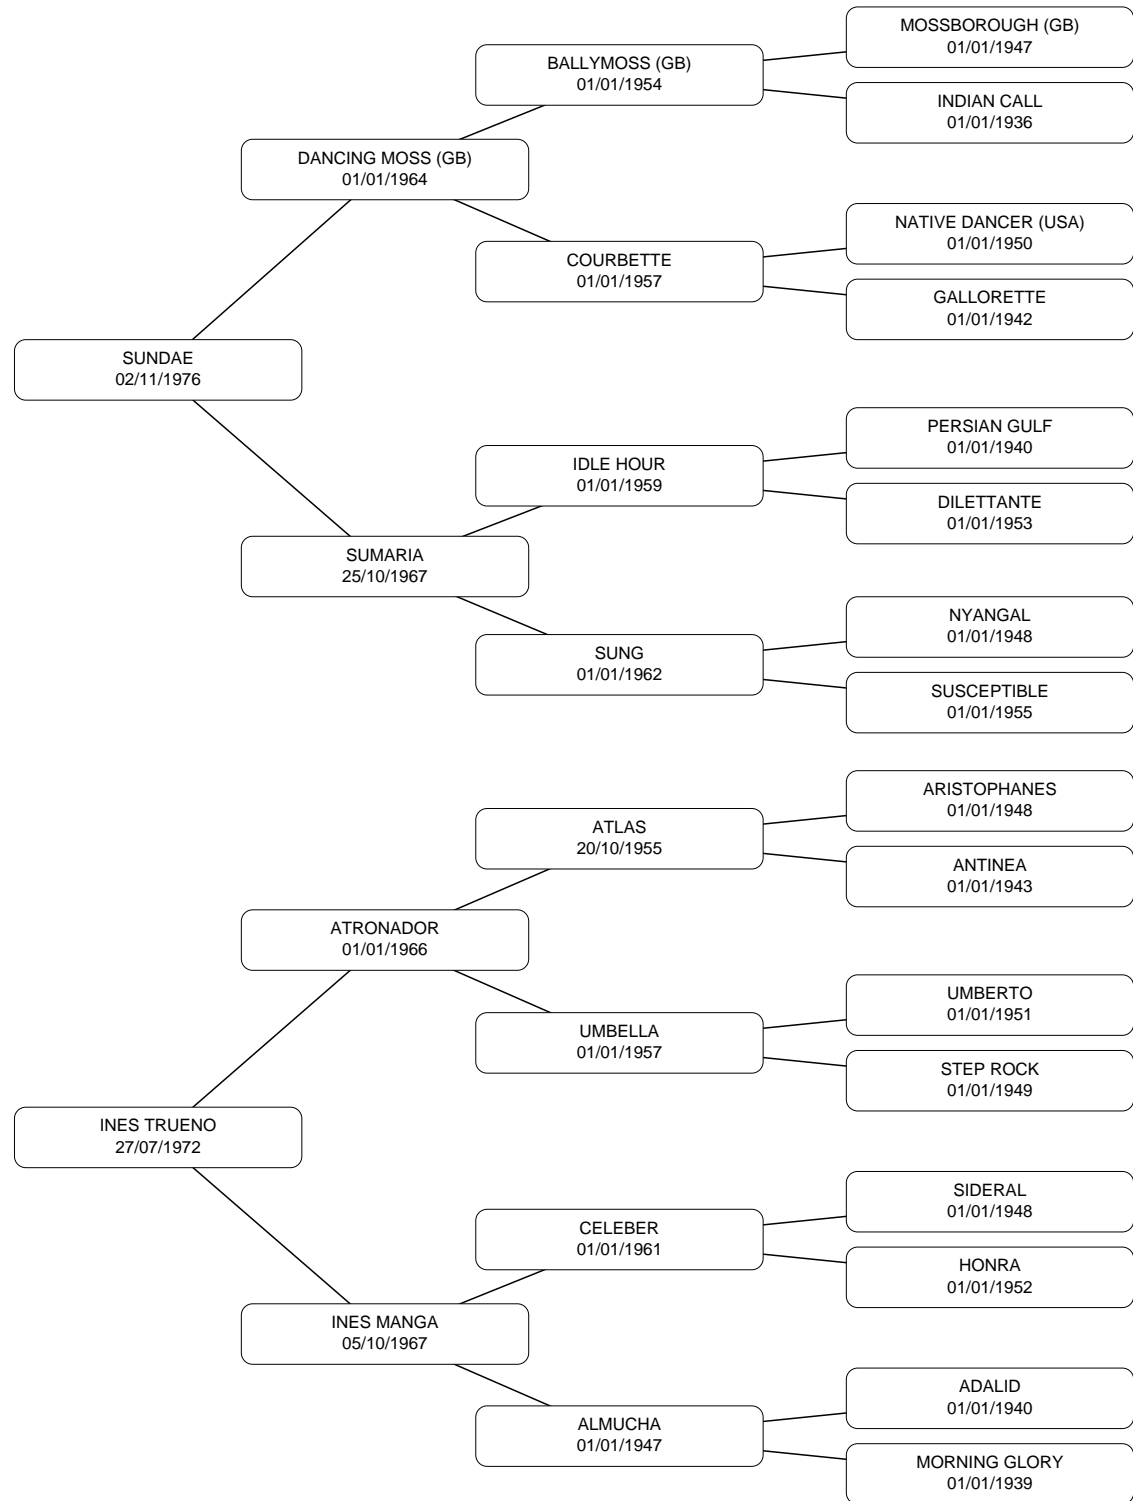 MOSSBOROUGH (GB)
01/01/1947
BALLYMOSS (GB)
01/01/1954
INDIAN CALL
01/01/1936
DANCING MOSS (GB)
01/01/1964
NATIVE DANCER (USA)
01/01/1950
COURBETTE
01/01/1957
GALLORETTE
01/01/1942
SUNDAE
02/11/1976
PERSIAN GULF
01/01/1940
IDLE HOUR
01/01/1959
DILETTANTE
01/01/1953
SUMARIA
25/10/1967
NYANGAL
01/01/1948
SUNG
01/01/1962
SUSCEPTIBLE
01/01/1955
ARISTOPHANES
01/01/1948
ATLAS
20/10/1955
ANTINEA
01/01/1943
ATRONADOR
01/01/1966
UMBERTO
01/01/1951
UMBELLA
01/01/1957
STEP ROCK
01/01/1949
INES TRUENO
27/07/1972
SIDERAL
01/01/1948
CELEBER
01/01/1961
HONRA
01/01/1952
INES MANGA
05/10/1967
ADALID
01/01/1940
ALMUCHA
01/01/1947
MORNING GLORY
01/01/1939